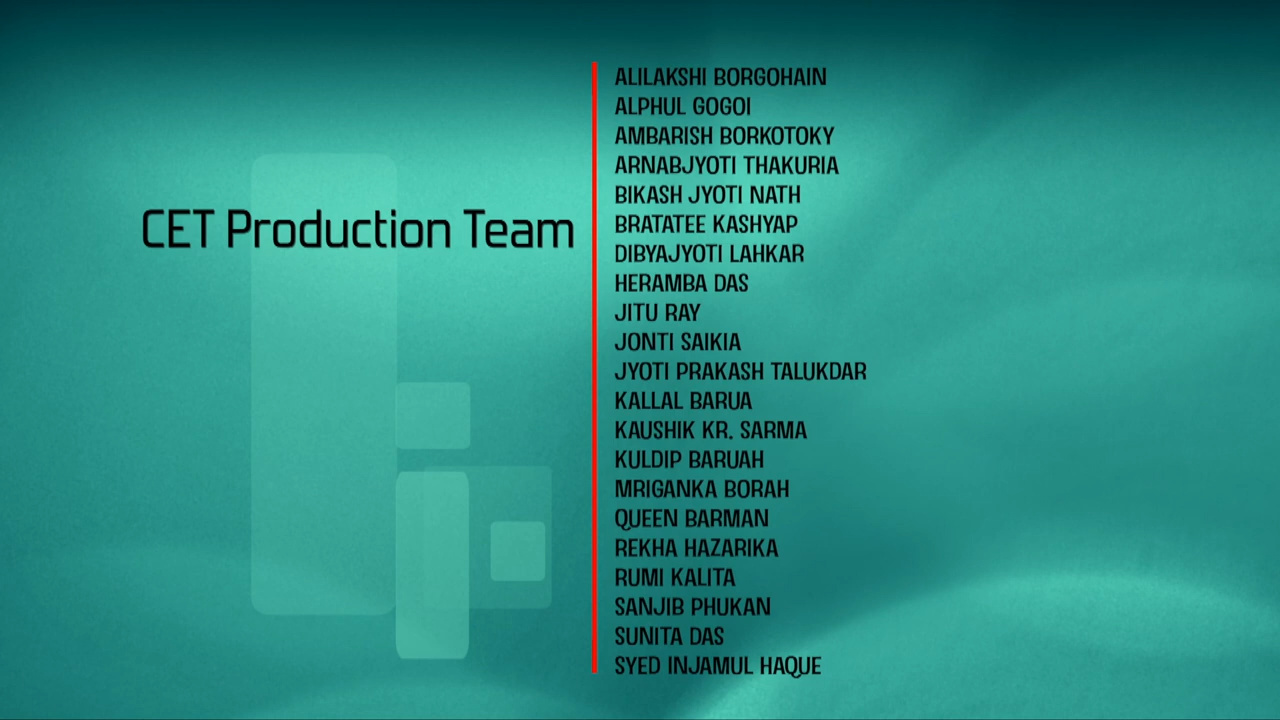 CET Production Team
ALILAKSHI BORGOHAIN
ALPHUL GOGOI
AMBARISH BORKOTOKY
ARNABJYOTI THAKURIA
BIKASH JYOTI NATH
BRATATEE KASHYAP
DIBYAJYOTI LAHKAR
HERAMBA DAS
JITU RAY
JONTI SAIKIA
JYOTI PRAKASH TALUKDAR
KALLAL BARUA
KAUSHIK KR. SARMA
KULDIP BARUAH
MRIGANKA BORAH
QUEEN BARMAN
REKHA HAZARIKA
RUMI KALITA
SANJIB PHUKAN
SUNITA DAS
SYED INJAMUL HAQUE